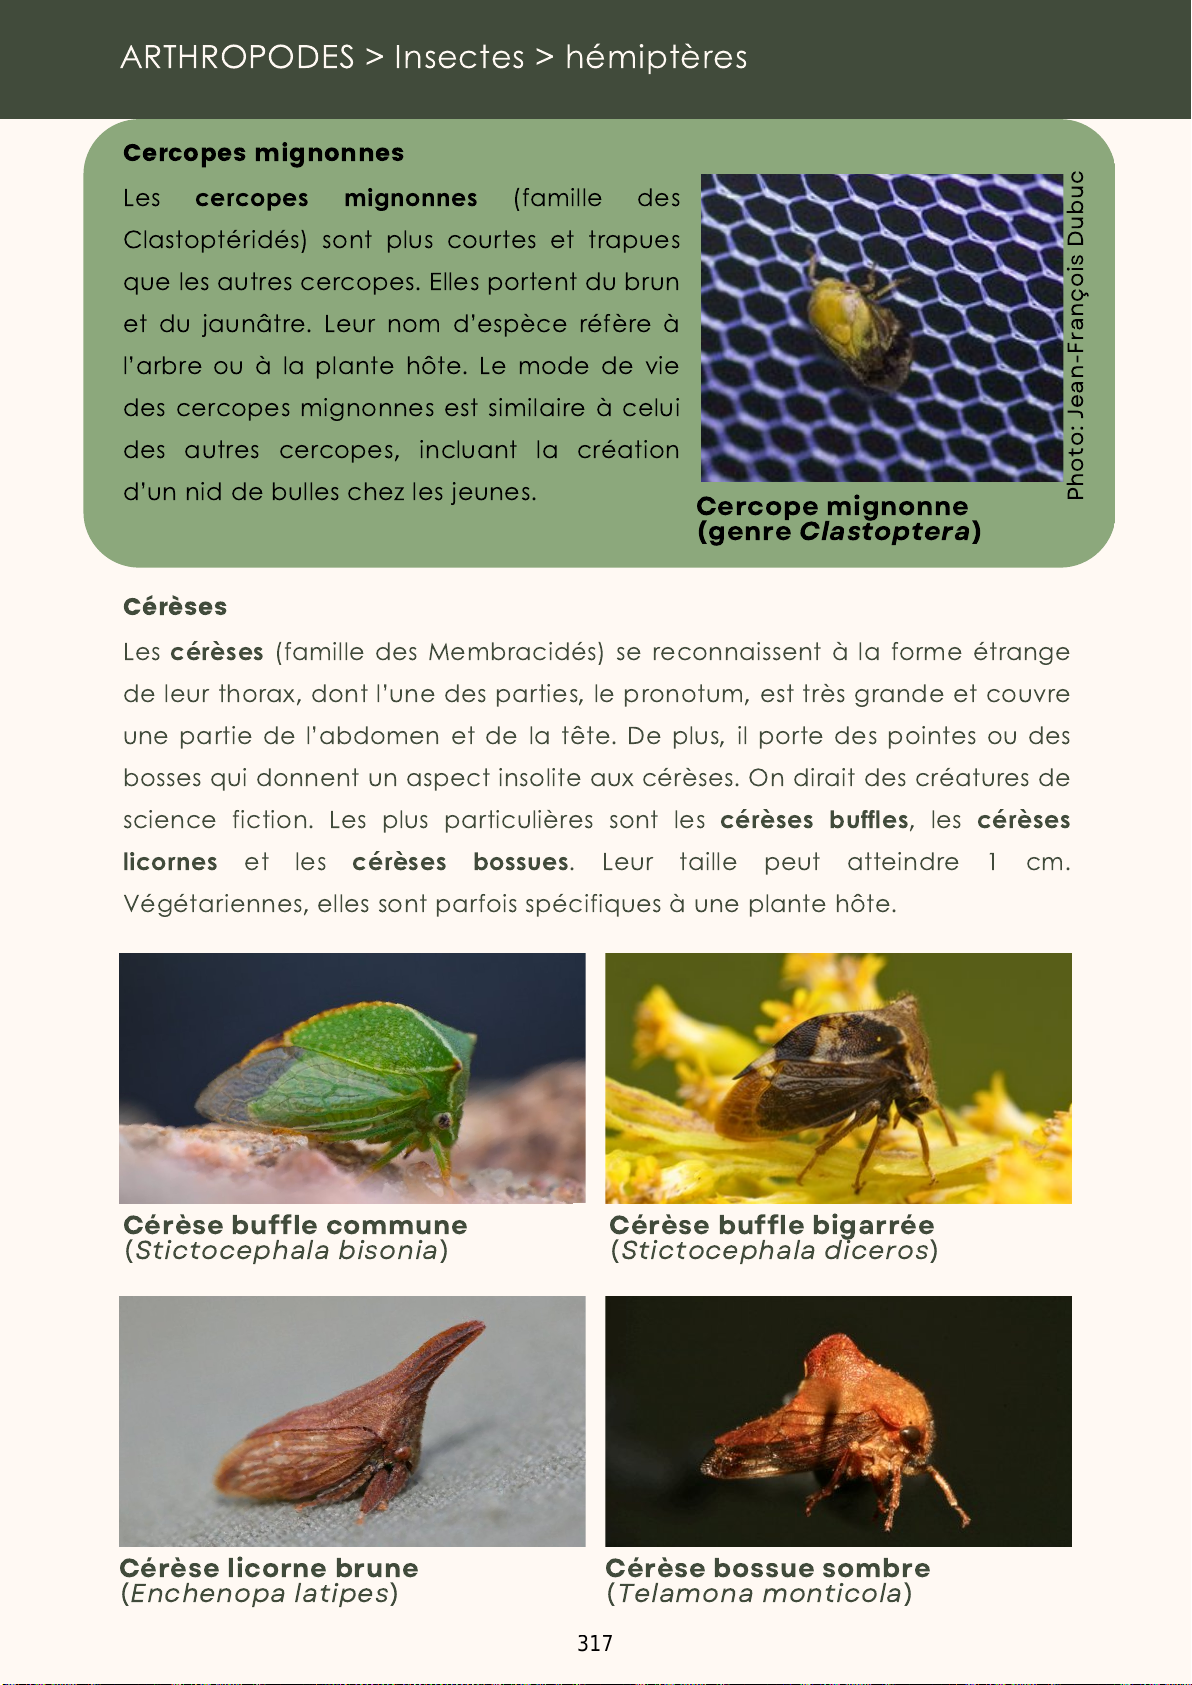 ARTHROPODES > Insectes > hémiptères
Cercopes mignonnes
Les cercopes mignonnes (famille des
Clastoptéridés) sont plus courtes et trapues
que les autres cercopes. Elles portent du brun
et du jaunâtre. Leur nom d'espèce réfère à
l'arbre ou à la plante hôte. Le mode de vie
des cercopes mignonnes est similaire à celui
des autres cercopes, incluant la création
d'un nid de bulles chez les jeunes.
Photo: Jean-François Dubuc
Cercope mignonne
(genre Clastoptera)
Cérèses
Les cérèses (famille des Membracidés) se reconnaissent à la forme étrange
de leur thorax, dont l'une des parties, le pronotum, est très grande et couvre
une partie de l'abdomen et de la tête. De plus, il porte des pointes ou des
bosses qui donnent un aspect insolite aux cérèses. On dirait des créatures de
science fiction. Les plus particulières sont les cérèses buffles, les cérèses
licornes et les cérèses bossues. Leur taille peut atteindre 1 cm.
Végétariennes, elles sont parfois spécifiques à une plante hôte.
Cérèse buffle commune
(Stictocephala bisonia)
Cérèse buffle bigarrée
(Stictocephala diceros)
Cérèse licorne brune
(Enchenopa latipes)
Cérèse bossue sombre
(Telamona monticola)
317